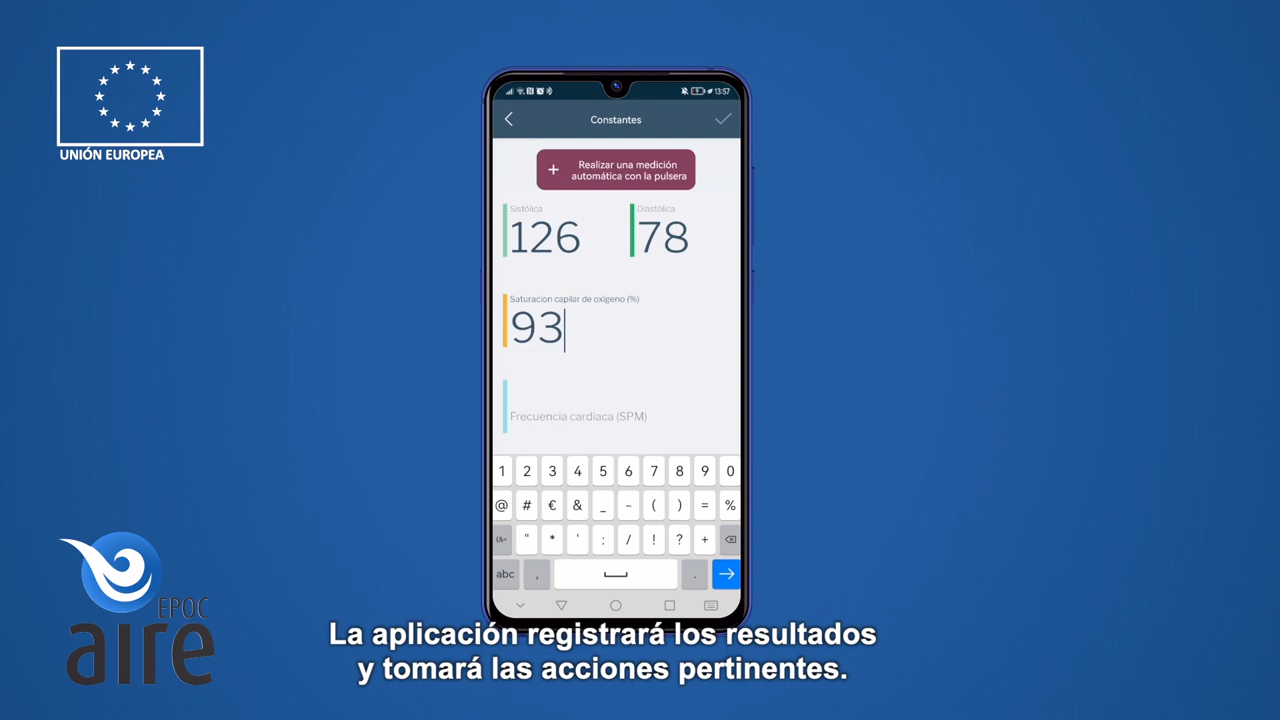 UNIÓN EUROPEA
13:57
Constantes
+ Realizar una medición
automática con la pulsera
Sistólica
Diastólica
126
78
Saturacion capilar de oxígeno (%)
93
Frecuencia cardiaca (SPM)
1 2 3 4 5 6 7 8 9 0
@ # € & _ - ( ) = %
{&= " * ' : / ! ? +
abc , .
EPOC
aire
La aplicación registrará los resultados
y tomará las acciones pertinentes.